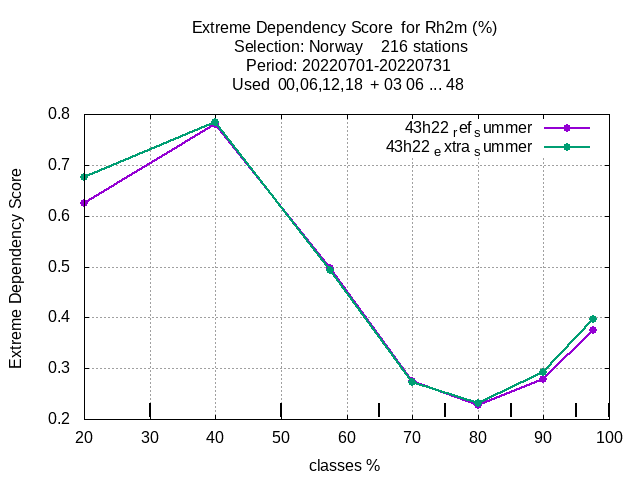 Extreme Dependency Score for Rh2m (%)
Selection: Norway 216 stations
Period: 20220701-20220731
Used 00,06,12,18 + 03 06 ... 48
43h22 ref summer
43h22 extra summer
Extreme Dependency Score
0.8
0.7
0.6
0.5
0.4
0.3
0.2
20 30 40 50 60 70 80 90 100
classes %